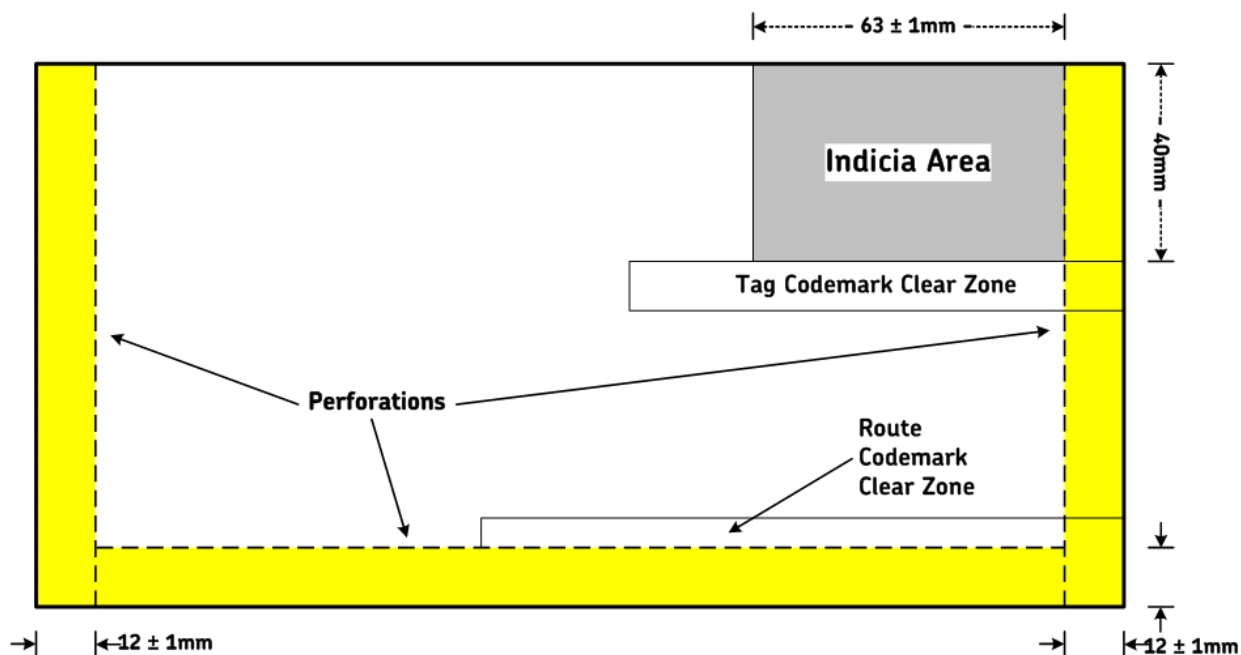 63 ± 1mm
Indicia Area
40mm
Tag Codemark Clear Zone
Perforations
Route
Codemark
Clear Zone
12 ± 1mm
12 ± 1mm